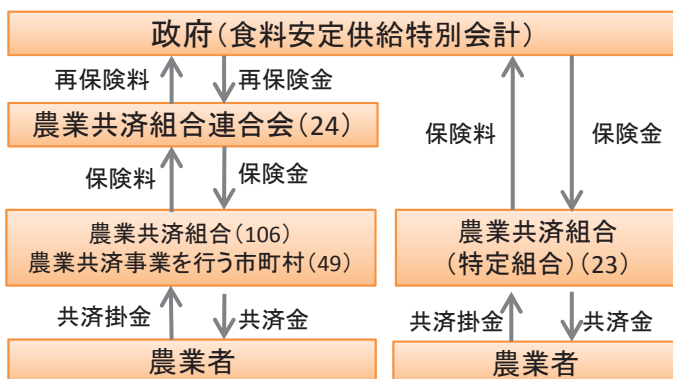 政府(食料安定供給特別会計)
再保険料
再保険金
農業共済組合連合会(24)
保険料
保険金
保険料
保険金
農業共済組合(106)
農業共済事業を行う市町村(49)
農業共済組合
(特定組合)(23)
共済掛金
共済金
共済掛金
共済金
農業者
農業者